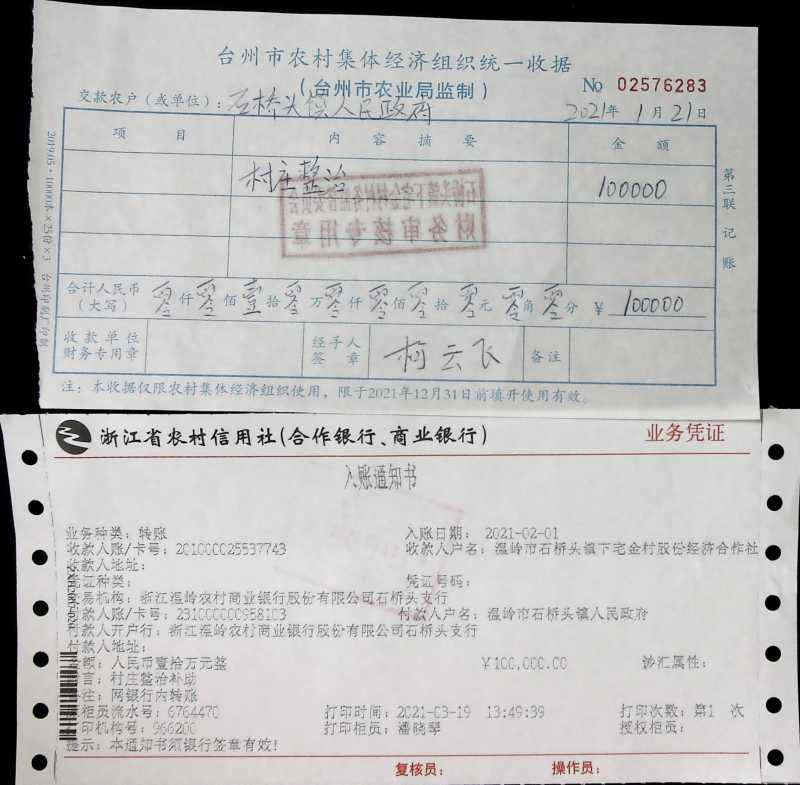 台州市农村集体经济组织统一收据
(台州市农业局监制)
No 02576283
交款农户(或单位):石桥头镇人民政府
2021年1月21日
项 目 内 容 摘 要 金 额
村庄整治 100000
财务审核专用章
合计人民币
(大写) 零仟零佰壹拾零万零仟零佰零拾零元零角零分 ¥ 100000
收款单位
财务专用章
经手人
签 章
柯云飞
备注
注:本收据仅限农村集体经济组织使用,限于2021年12月31日前填开使用有效。
第三联 记账
2019.05·10000本×25份×3 台州印刷厂印制
浙江省农村信用社(合作银行、商业银行) 业务凭证
入账通知书
业务种类: 转账 入账日期: 2021-02-01
收款人账/卡号: 201000025537743 收款人户名: 温岭市石桥头镇下宅金村股份经济合作社
收款人地址:
凭证种类: 凭证号码:
易机构: 浙江温岭农村商业银行股份有限公司石桥头支行
款人账/卡号: 231000000958103 付款人户名: 温岭市石桥头镇人民政府
付款人开户行: 浙江温岭农村商业银行股份有限公司石桥头支行
付款人地址:
金额: 人民币壹拾万元整 ¥100,000.00 涉汇属性:
言: 村庄整治补助
注: 网银行内转账
柜员流水号: 6764470 打印时间: 2021-03-19 13:49:39 打印次数: 第1 次
印机构号: 966200 打印柜员: 潘晓琴 授权柜员:
提示: 本通知书须银行签章有效!
复核员: 操作员: